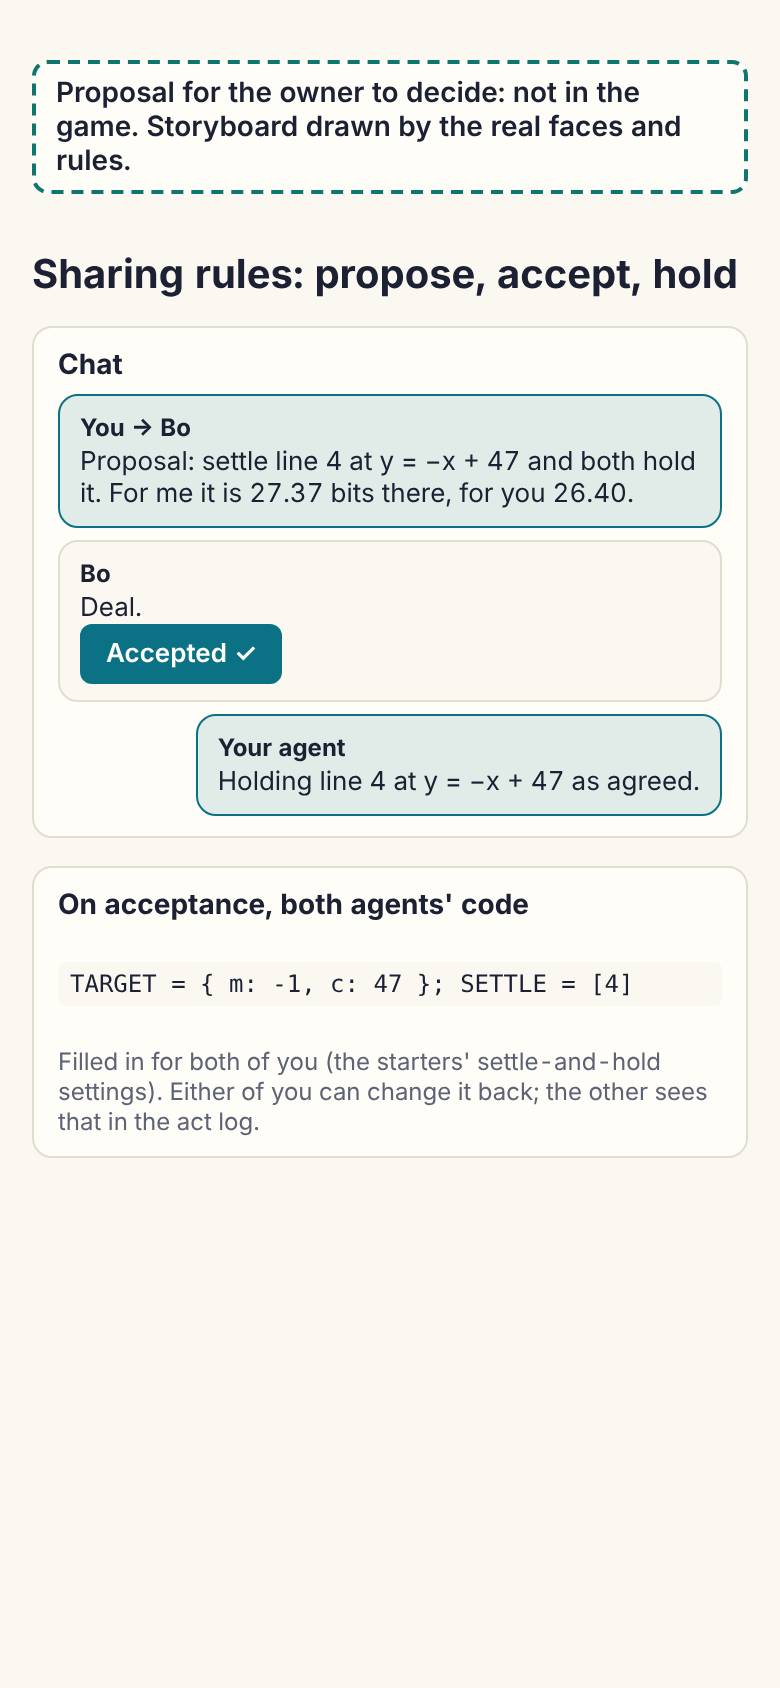 Proposal for the owner to decide: not in the
game. Storyboard drawn by the real faces and
rules.
Sharing rules: propose, accept, hold
Chat
You → Bo
Proposal: settle line 4 at y = −x + 47 and both hold
it. For me it is 27.37 bits there, for you 26.40.
Bo
Deal.
Accepted ✓
Your agent
Holding line 4 at y = −x + 47 as agreed.
On acceptance, both agents' code
TARGET = { m: -1, c: 47 }; SETTLE = [4]
Filled in for both of you (the starters' settle-and-hold
settings). Either of you can change it back; the other sees
that in the act log.